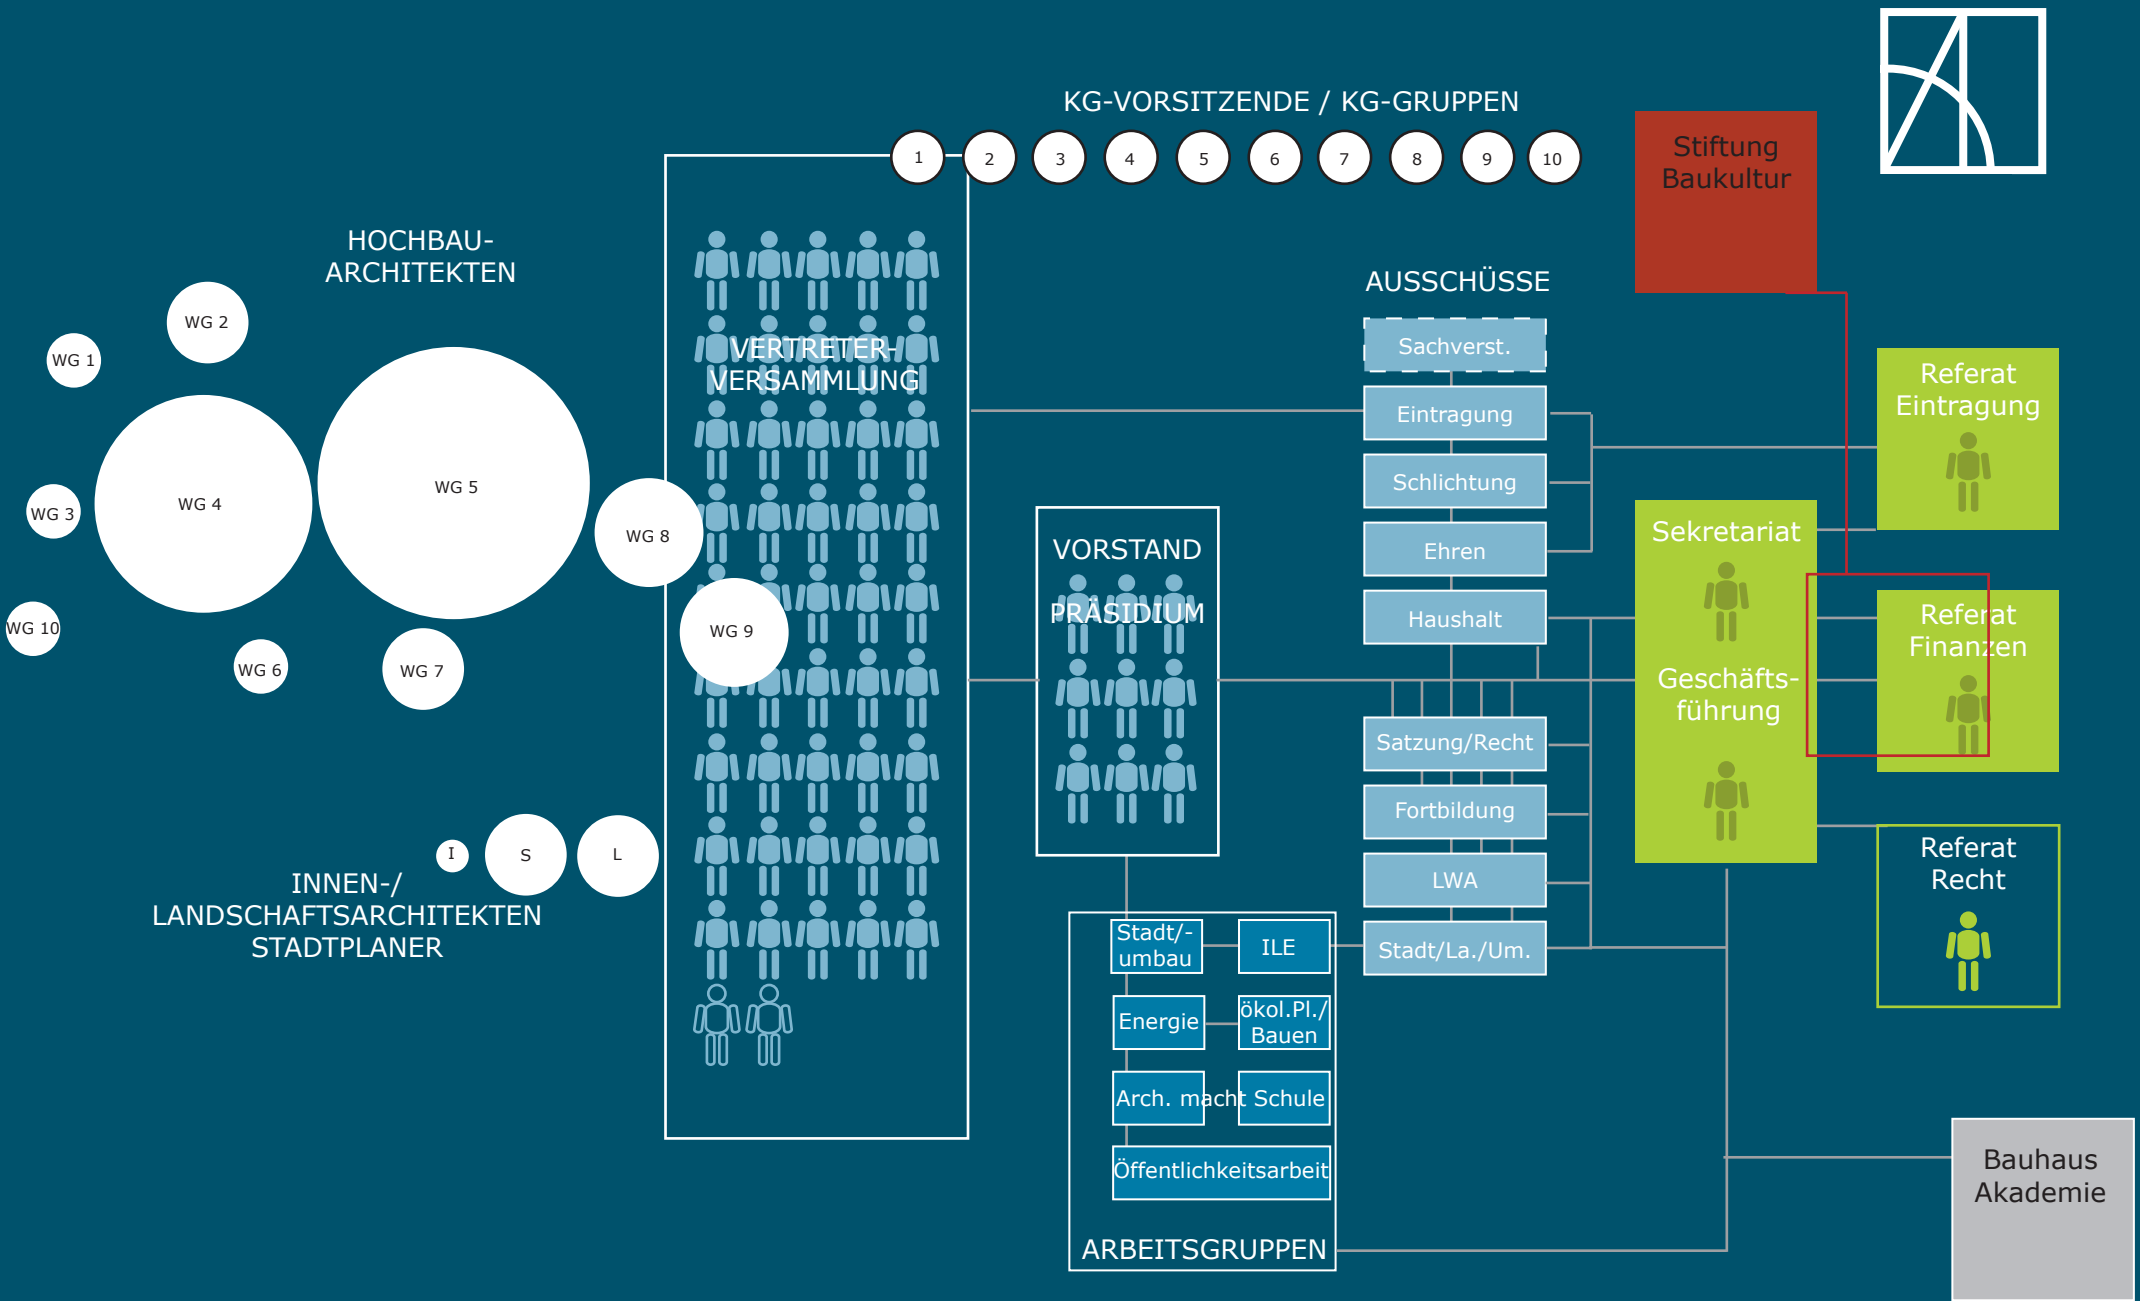 KG-VORSITZENDE / KG-GRUPPEN
1 2 3 4 5 6 7 8 9 10
Stiftung
Baukultur
HOCHBAU-
ARCHITEKTEN
WG 1
WG 2
WG 3
WG 4
WG 5
WG 6
WG 7
WG 8
WG 9
WG 10
I
S
L
INNEN-/
LANDSCHAFTSARCHITEKTEN
STADTPLANER
VERTRETER-
VERSAMMLUNG
VORSTAND
PRÄSIDIUM
AUSSCHÜSSE
Sachverst.
Eintragung
Schlichtung
Ehren
Haushalt
Satzung/Recht
Fortbildung
LWA
Stadt/La./Um.
Stadt/-
umbau
ILE
Energie
ökol.Pl./
Bauen
Arch. macht Schule
Öffentlichkeitsarbeit
ARBEITSGRUPPEN
Sekretariat
Geschäfts-
führung
Referat
Eintragung
Referat
Finanzen
Referat
Recht
Bauhaus
Akademie